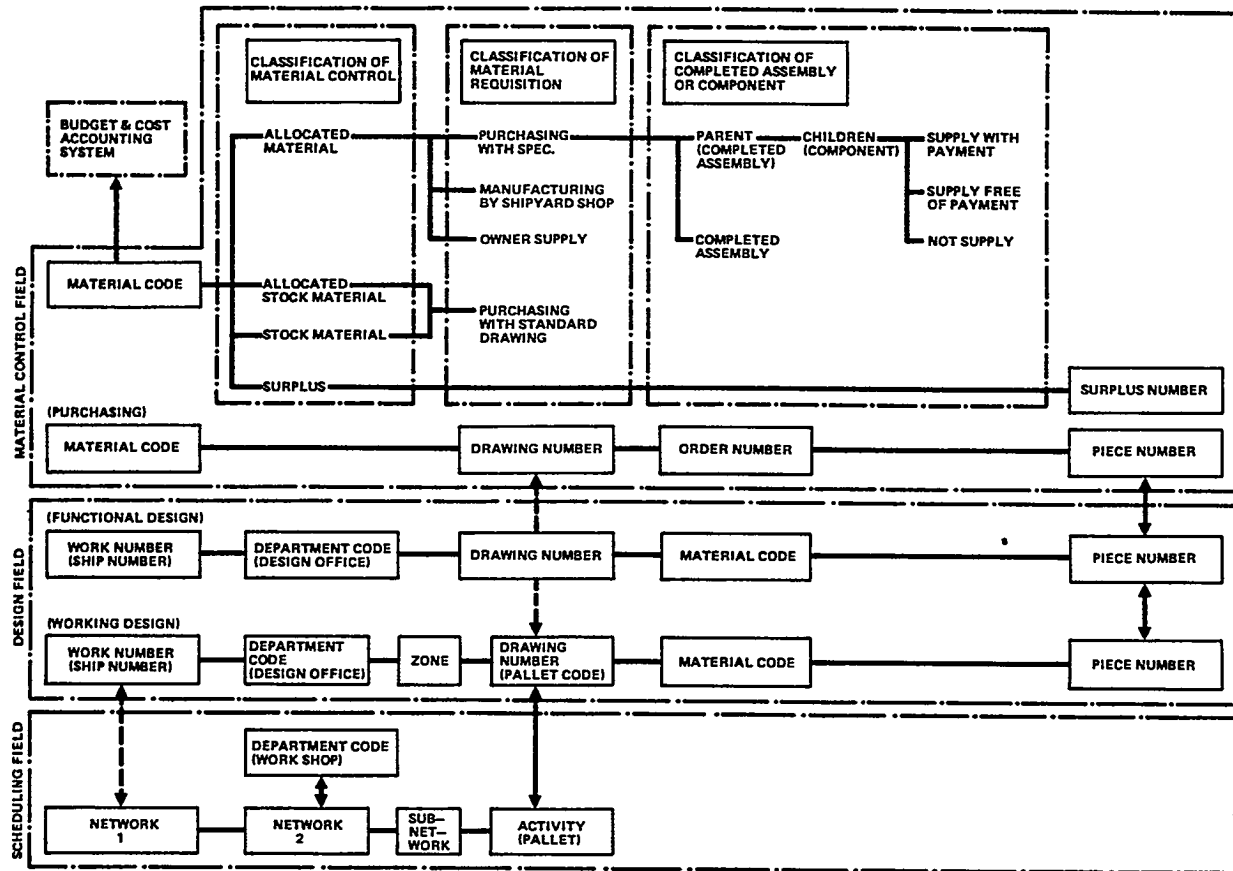 CLASSIFICATION OF
MATERIAL CONTROL
CLASSIFICATION OF
MATERIAL
REQUISITION
CLASSIFICATION OF
COMPLETED ASSEMBLY
OR COMPONENT
BUDGET & COST
ACCOUNTING
SYSTEM
ALLOCATED
MATERIAL
PURCHASING
WITH SPEC.
PARENT
(COMPLETED
ASSEMBLY)
CHILDREN
(COMPONENT)
SUPPLY WITH
PAYMENT
MANUFACTURING
BY SHIPYARD SHOP
SUPPLY FREE
OF PAYMENT
OWNER SUPPLY
COMPLETED
ASSEMBLY
NOT SUPPLY
MATERIAL CONTROL FIELD
MATERIAL CODE
ALLOCATED
STOCK MATERIAL
STOCK MATERIAL
PURCHASING
WITH STANDARD
DRAWING
SURPLUS
SURPLUS NUMBER
(PURCHASING)
MATERIAL CODE
DRAWING NUMBER
ORDER NUMBER
PIECE NUMBER
DESIGN FIELD
(FUNCTIONAL DESIGN)
WORK NUMBER
(SHIP NUMBER)
DEPARTMENT CODE
(DESIGN OFFICE)
DRAWING NUMBER
MATERIAL CODE
PIECE NUMBER
(WORKING DESIGN)
WORK NUMBER
(SHIP NUMBER)
DEPARTMENT
CODE
(DESIGN OFFICE)
ZONE
DRAWING
NUMBER
(PALLET CODE)
MATERIAL CODE
PIECE NUMBER
SCHEDULING FIELD
DEPARTMENT CODE
(WORK SHOP)
NETWORK
1
NETWORK
2
SUB—
NET—
WORK
ACTIVITY
(PALLET)